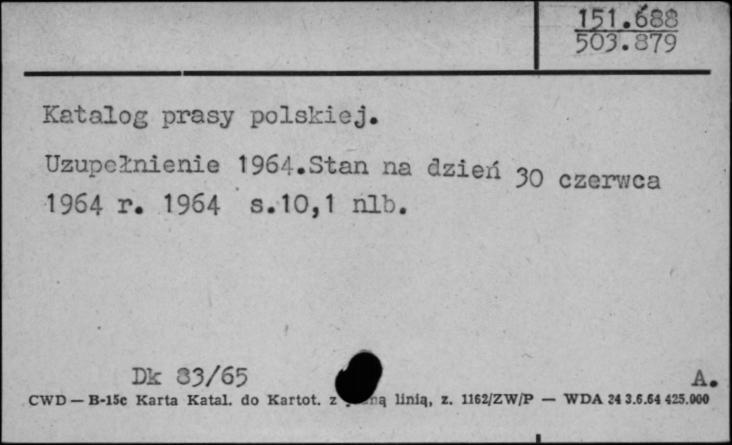 151.688
503.879
Katalog prasy polskiej.
Uzupełnienie 1964.Stan na dzień 30 czerwca
1964 r. 1964 s.10,1 nlb.
Dk 83/65
A.
CWD — B-15c Karta Katal. do Kartot. z linią, z. 1162/ZW/P — WDA 24 3.6.64 425.000